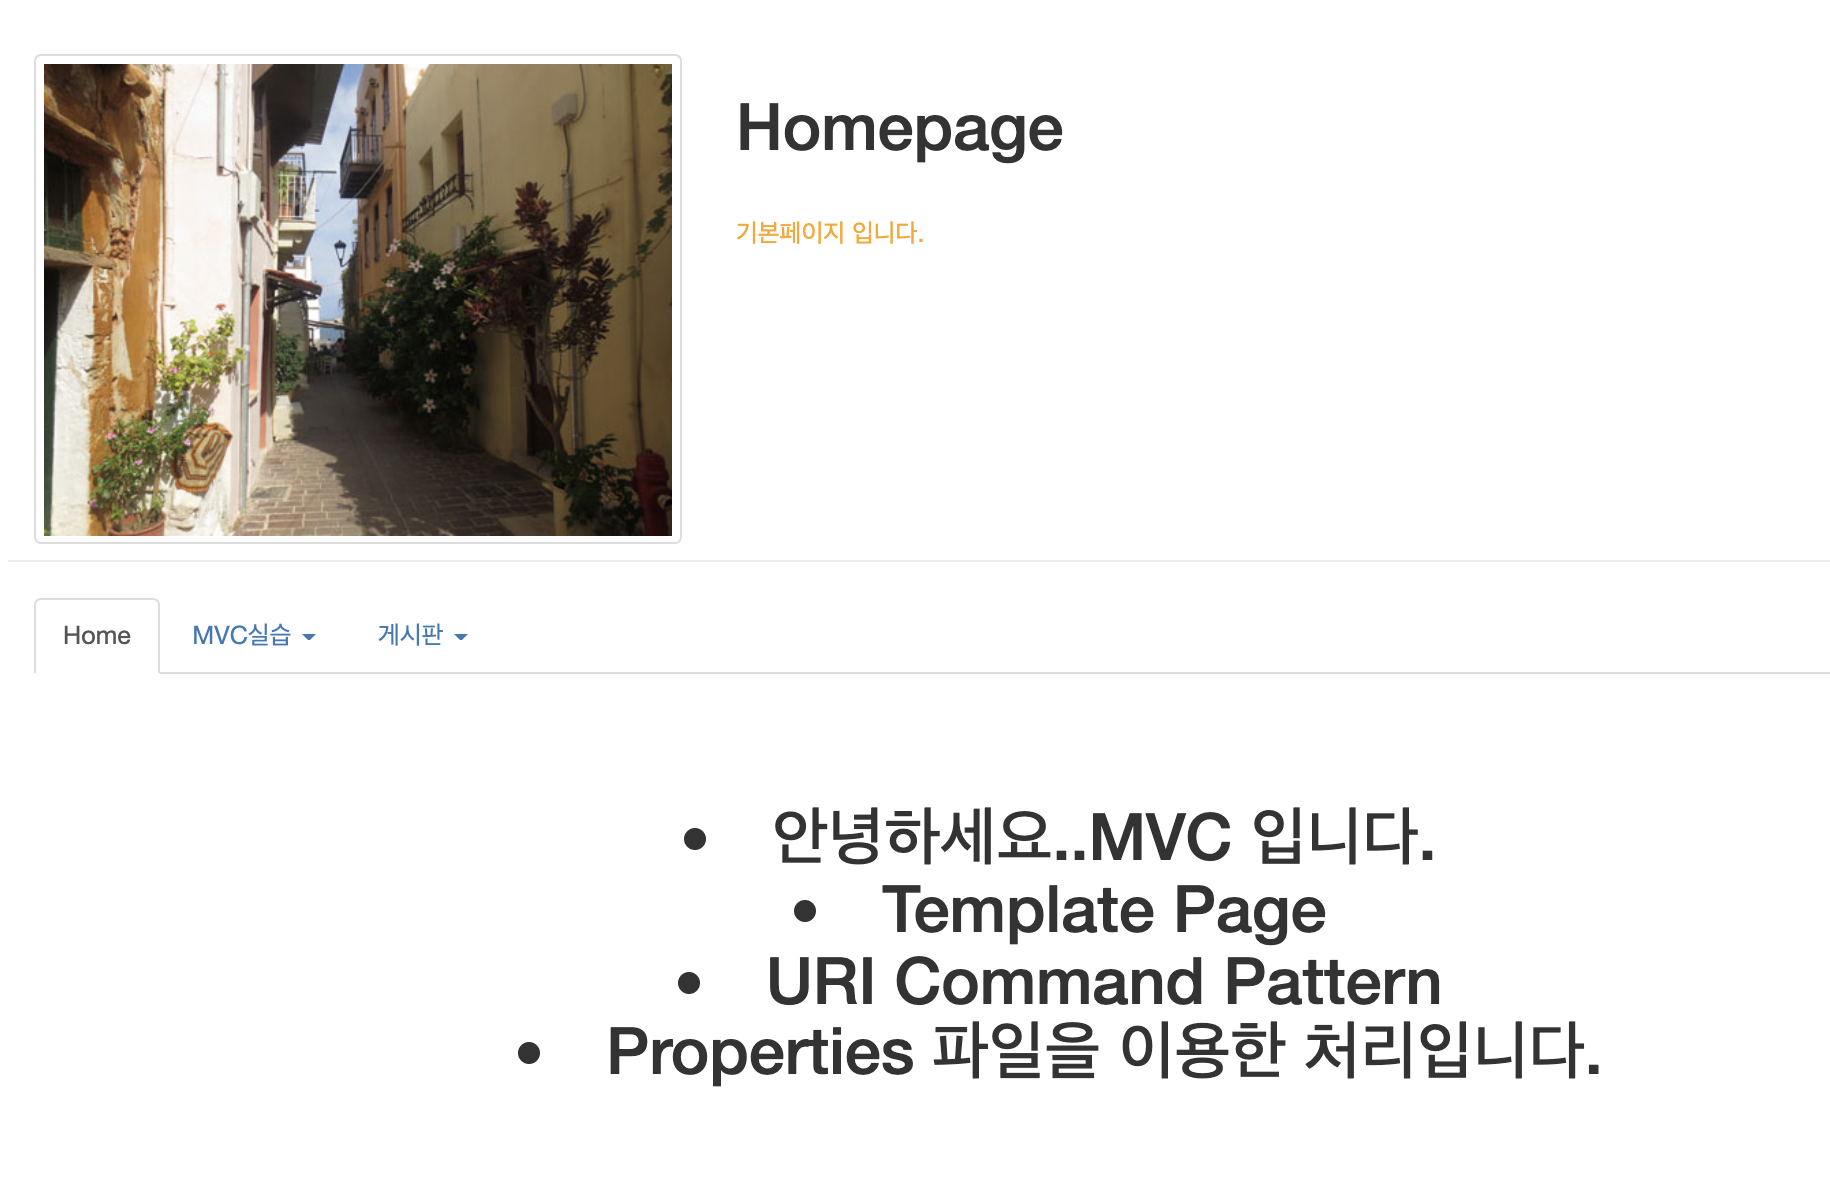 Homepage
기본페이지 입니다.
Home MVC실습 게시판
안녕하세요..MVC 입니다.
Template Page
URI Command Pattern
Properties 파일을 이용한 처리입니다.